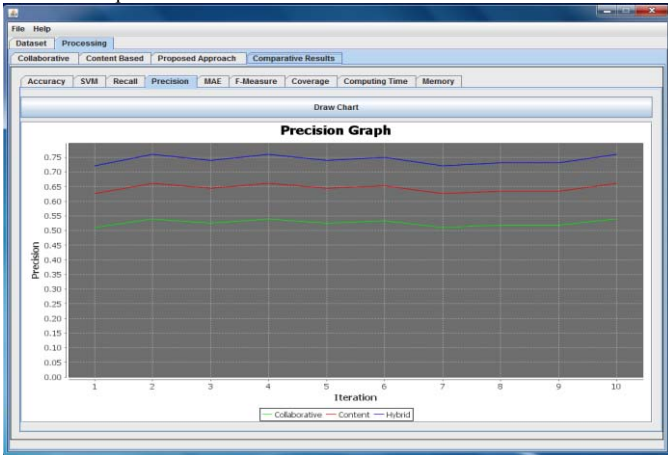 File Help
Dataset Processing
Collaborative Content Based Proposed Approach Comparative Results
Accuracy SVM Recall Precision MAE F-Measure Coverage Computing Time Memory
Draw Chart
Precision Graph
0.75
0.70
0.65
0.60
0.55
0.50
0.45
0.40
0.35
0.30
0.25
0.20
0.15
0.10
0.05
0.00
Precision
1 2 3 4 5 6 7 8 9 10
Iteration
Collaborative Content Hybrid